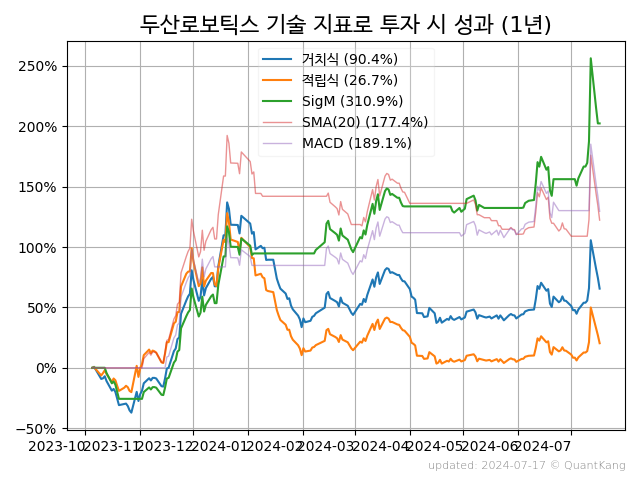 두산로보틱스 기술 지표로 투자 시 성과 (1년)
거치식 (90.4%)
적립식 (26.7%)
SigM (310.9%)
SMA(20) (177.4%)
MACD (189.1%)
250%
200%
150%
100%
50%
0%
−50%
2023-10 2023-11 2023-12 2024-01 2024-02 2024-03 2024-04 2024-05 2024-06 2024-07
updated: 2024-07-17 © QuantKang